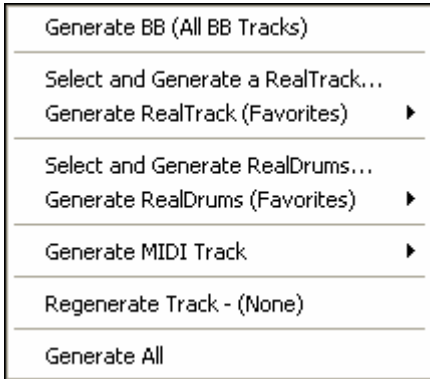 Generate BB (All BB Tracks)
Select and Generate a RealTrack...
Generate RealTrack (Favorites)
Select and Generate RealDrums...
Generate RealDrums (Favorites)
Generate MIDI Track
Regenerate Track - (None)
Generate All